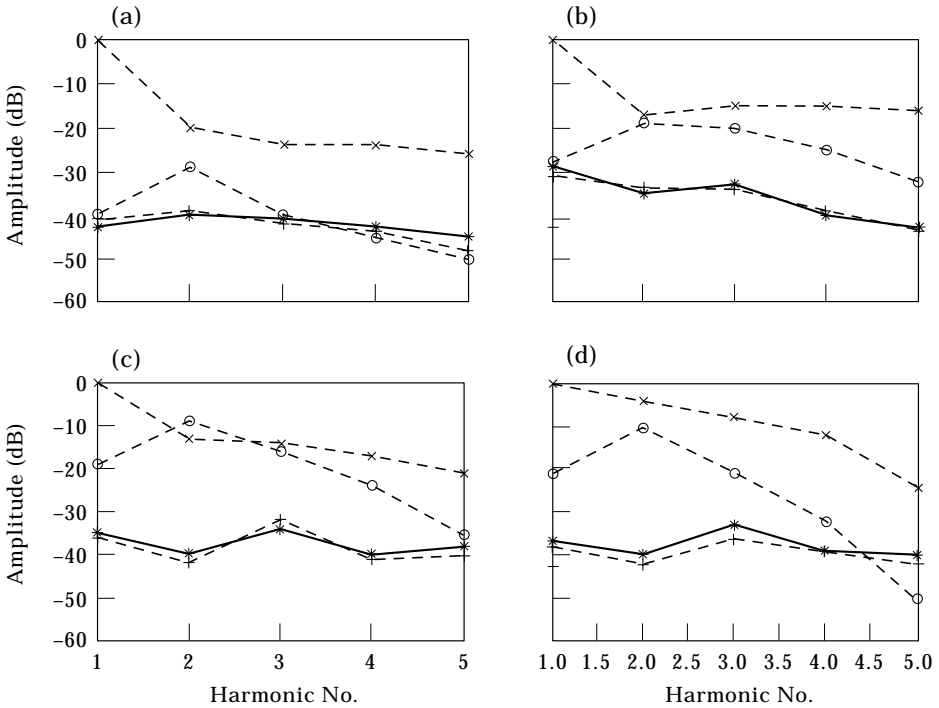 (a)
(b)
0
–10
–20
–30
–40
–50
–60
Amplitude (dB)
(c)
(d)
0
–10
–20
–30
–40
–50
–60
Amplitude (dB)
1 2 3 4 5
1.0 1.5 2.0 2.5 3.0 3.5 4.0 4.5 5.0
Harmonic No.
Harmonic No.